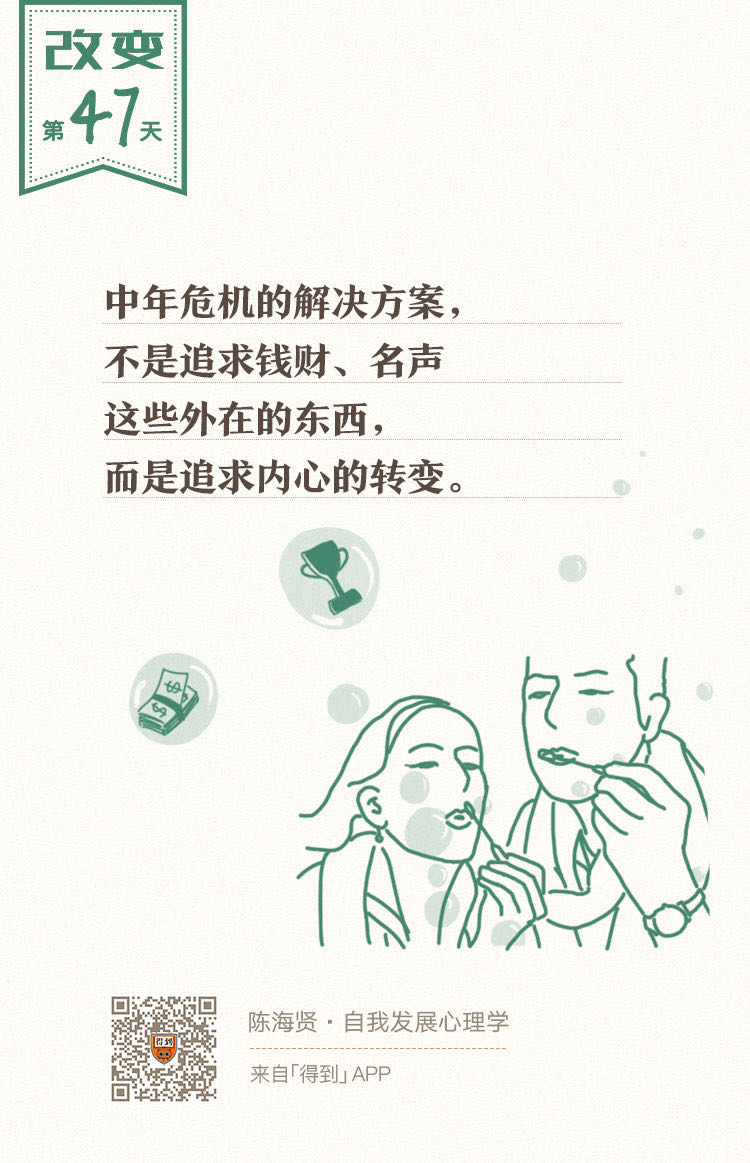 改变
第47天
中年危机的解决方案，
不是追求钱财、名声
这些外在的东西，
而是追求内心的转变。
$
$
得到
陈海贤·自我发展心理学
来自「得到」APP